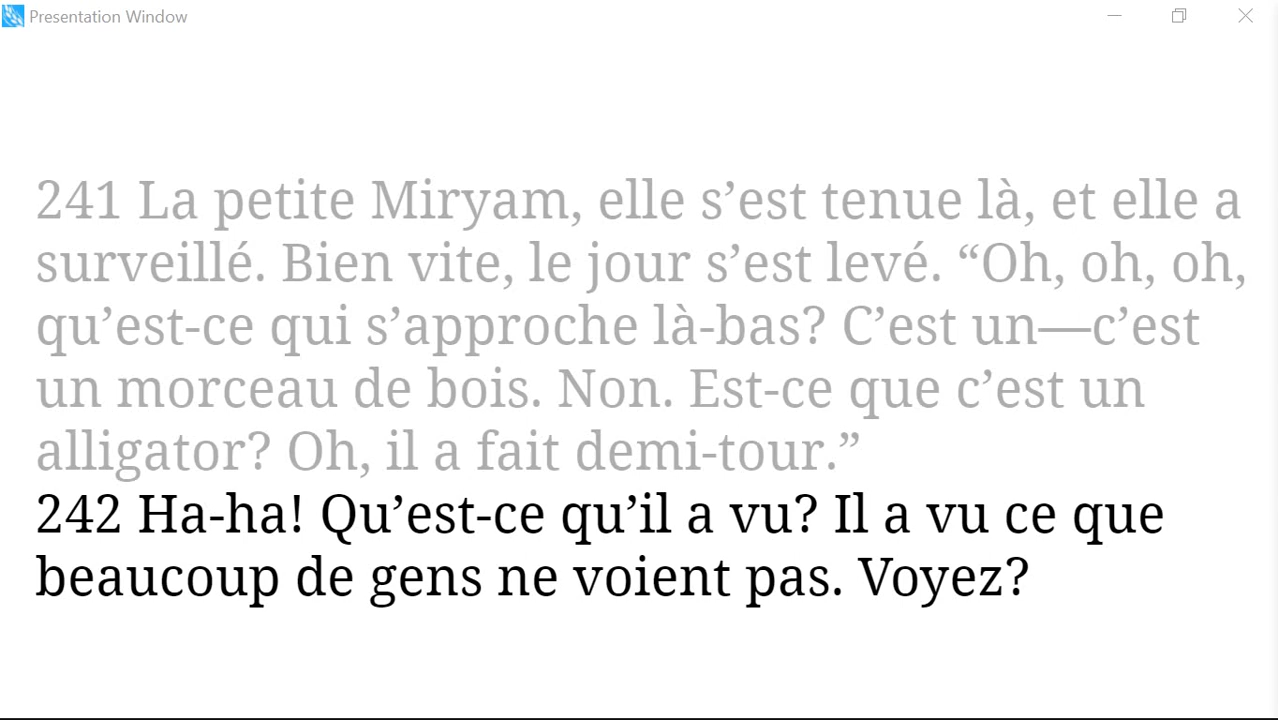 Presentation Window
241 La petite Miryam, elle s’est tenue là, et elle a
surveillé. Bien vite, le jour s’est levé. “Oh, oh, oh,
qu’est-ce qui s’approche là-bas? C’est un—c’est
un morceau de bois. Non. Est-ce que c’est un
alligator? Oh, il a fait demi-tour.”
242 Ha-ha! Qu’est-ce qu’il a vu? Il a vu ce que
beaucoup de gens ne voient pas. Voyez?